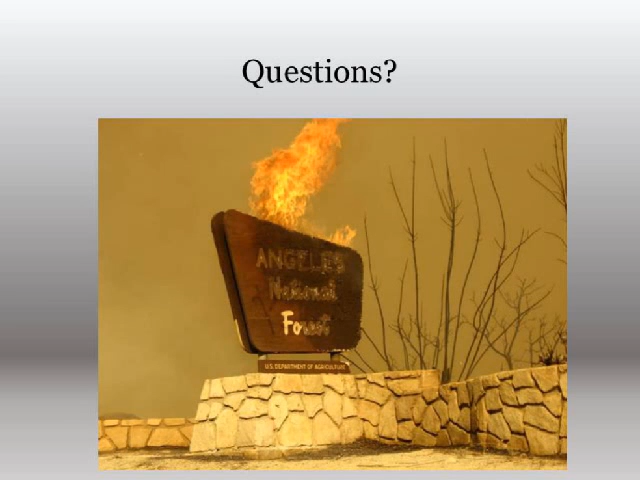 Questions?
ANGELES
National
Forest
U.S. DEPARTMENT OF AGRICULTURE